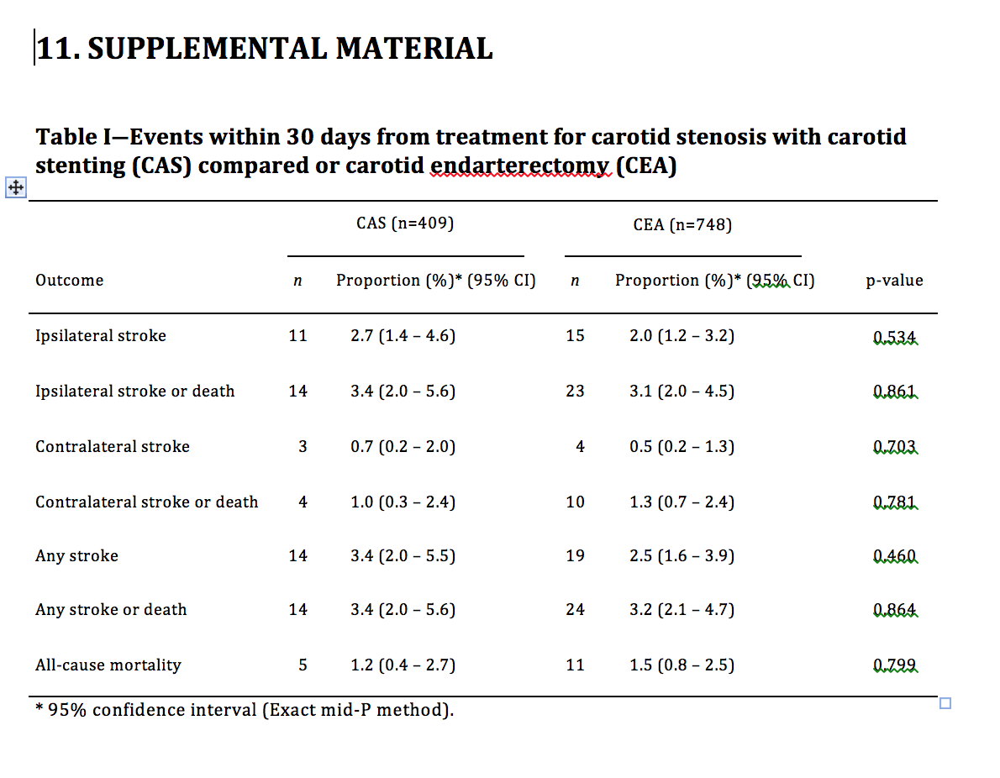 11. SUPPLEMENTAL MATERIAL
Table I—Events within 30 days from treatment for carotid stenosis with carotid
stenting (CAS) compared or carotid endarterectomy (CEA)
CAS (n=409) CEA (n=748)
Outcome n Proportion (%)* (95% CI) n Proportion (%)* (95% CI) p-value
Ipsilateral stroke 11 2.7 (1.4 – 4.6) 15 2.0 (1.2 – 3.2) 0.534
Ipsilateral stroke or death 14 3.4 (2.0 – 5.6) 23 3.1 (2.0 – 4.5) 0.861
Contralateral stroke 3 0.7 (0.2 – 2.0) 4 0.5 (0.2 – 1.3) 0.703
Contralateral stroke or death 4 1.0 (0.3 – 2.4) 10 1.3 (0.7 – 2.4) 0.781
Any stroke 14 3.4 (2.0 – 5.5) 19 2.5 (1.6 – 3.9) 0.460
Any stroke or death 14 3.4 (2.0 – 5.6) 24 3.2 (2.1 – 4.7) 0.864
All-cause mortality 5 1.2 (0.4 – 2.7) 11 1.5 (0.8 – 2.5) 0.799
* 95% confidence interval (Exact mid-P method).